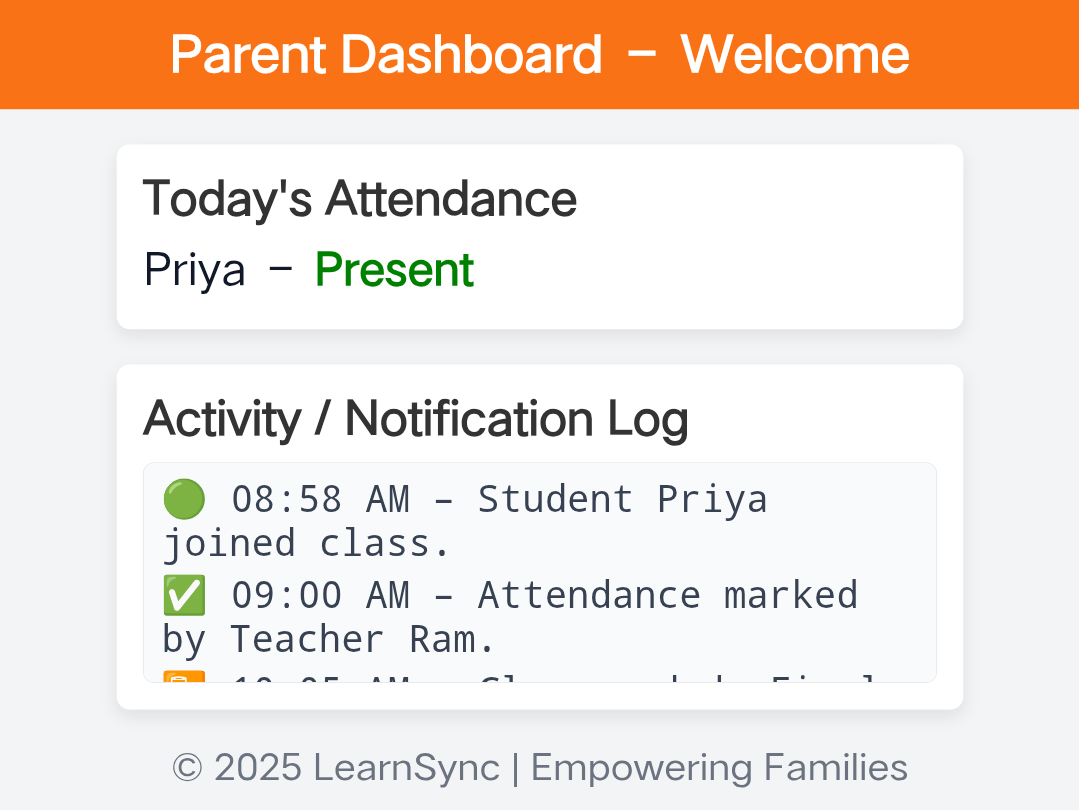 Parent Dashboard – Welcome
Today's Attendance
Priya – Present
Activity / Notification Log
🟢 08:58 AM – Student Priya
joined class.
✅ 09:00 AM – Attendance marked
by Teacher Ram.
AM –
© 2025 LearnSync | Empowering Families